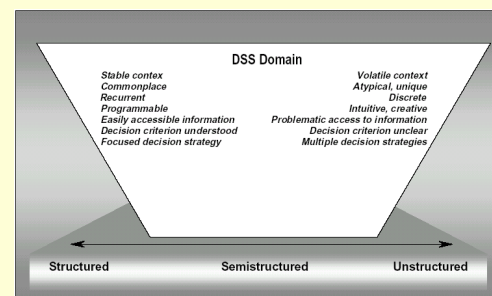 DSS Domain
Stable contex
Commonplace
Recurrent
Programmable
Easily accessible information
Decision criterion understood
Focused decision strategy
Volatile context
Atypical, unique
Discrete
Intuitive, creative
Problematic access to information
Decision criterion unclear
Multiple decision strategies
Structured
Semistructured
Unstructured